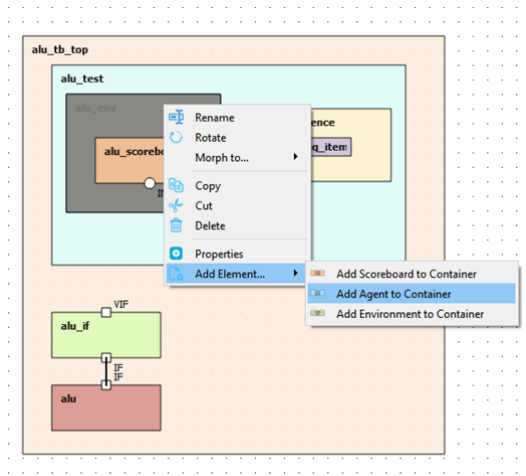 alu_tb_top
alu_test
alu_env
alu_scorebo
ence
q_item
VIF
alu_if
IF
IF
alu
Rename
Rotate
Morph to...
Copy
Cut
Delete
Properties
Add Element...
Add Scoreboard to Container
Add Agent to Container
Add Environment to Container